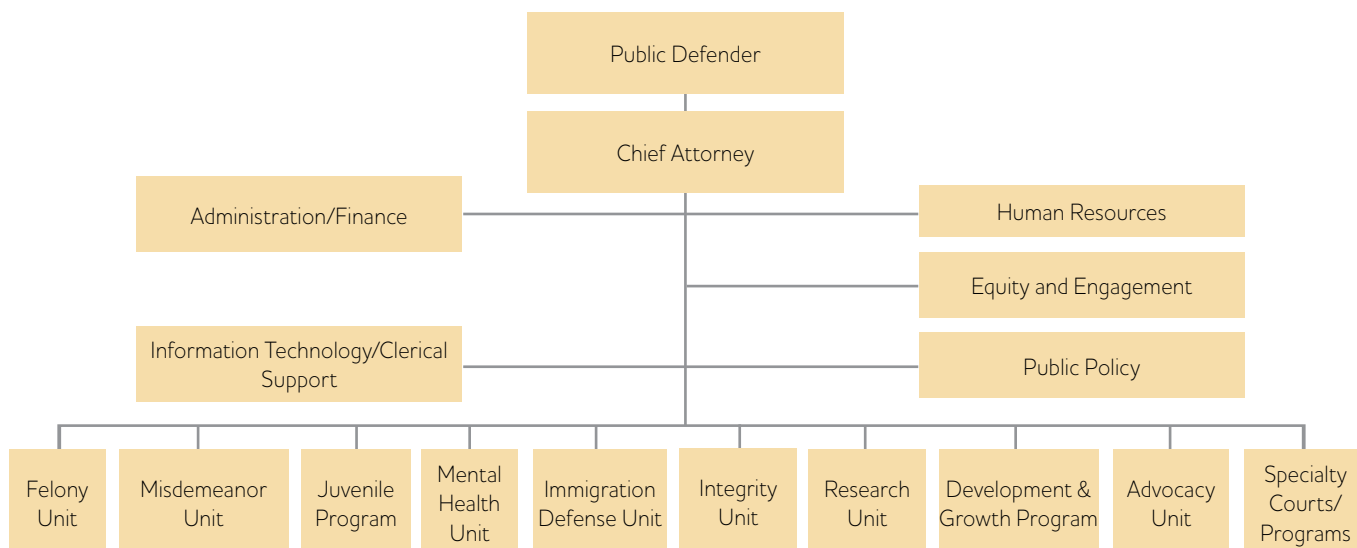 Public Defender
Chief Attorney
Administration/Finance
Human Resources
Equity and Engagement
Information Technology/Clerical
Support
Public Policy
Felony
Unit
Misdemeanor
Unit
Juvenile
Program
Mental
Health
Unit
Immigration
Defense Unit
Integrity
Unit
Research
Unit
Development &
Growth Program
Advocacy
Unit
Specialty
Courts/
Programs